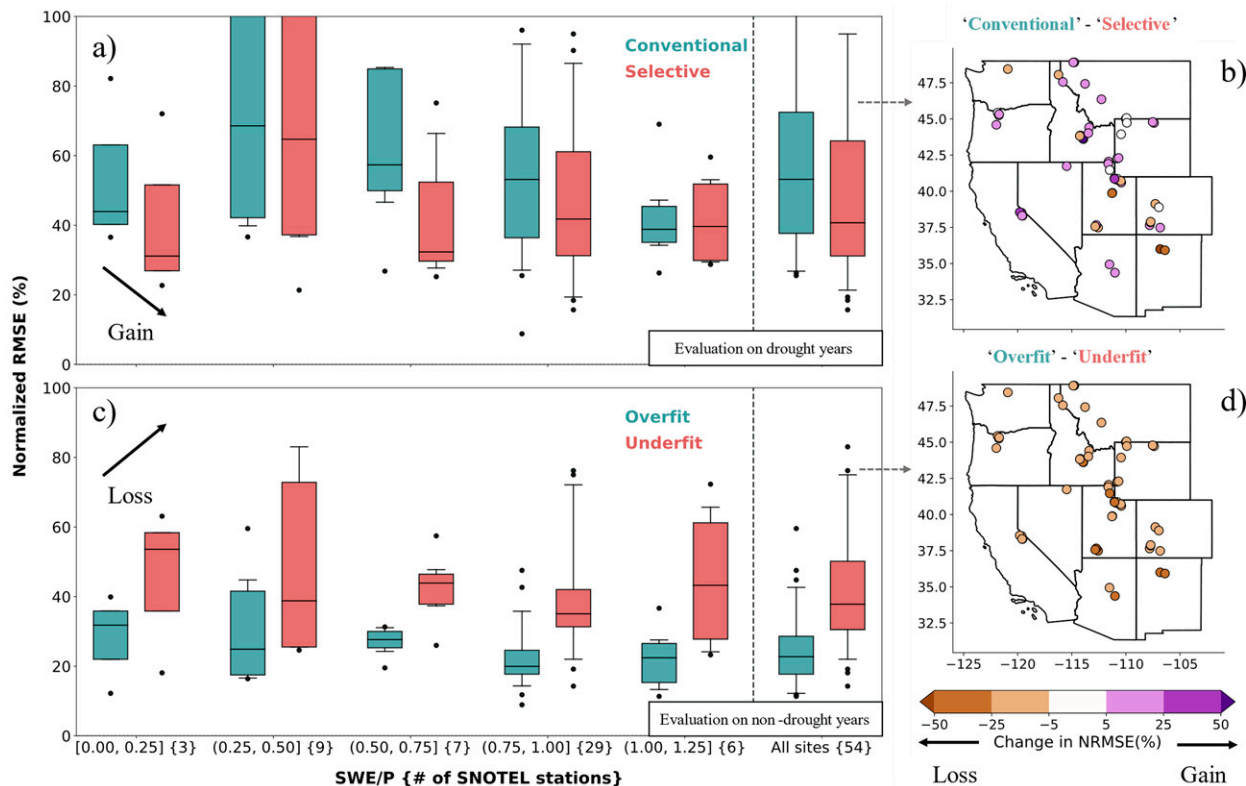 a)
Conventional
Selective
Gain
Evaluation on drought years
100
80
60
40
20
0
Normalized RMSE (%)
c)
Loss
Overfit
Underfit
Evaluation on non-drought years
100
80
60
40
20
0
[0.00, 0.25] {3}
(0.25, 0.50] {9}
(0.50, 0.75] {7}
(0.75, 1.00] {29}
(1.00, 1.25] {6}
All sites {54}
SWE/P {# of SNOTEL stations}
'Conventional' - 'Selective'
b)
47.5
45.0
42.5
40.0
37.5
35.0
32.5
'Overfit' - 'Underfit'
d)
47.5
45.0
42.5
40.0
37.5
35.0
32.5
−125 −120 −115 −110 −105
−50 −25 −5 5 25 50
Change in NRMSE(%)
Loss
Gain